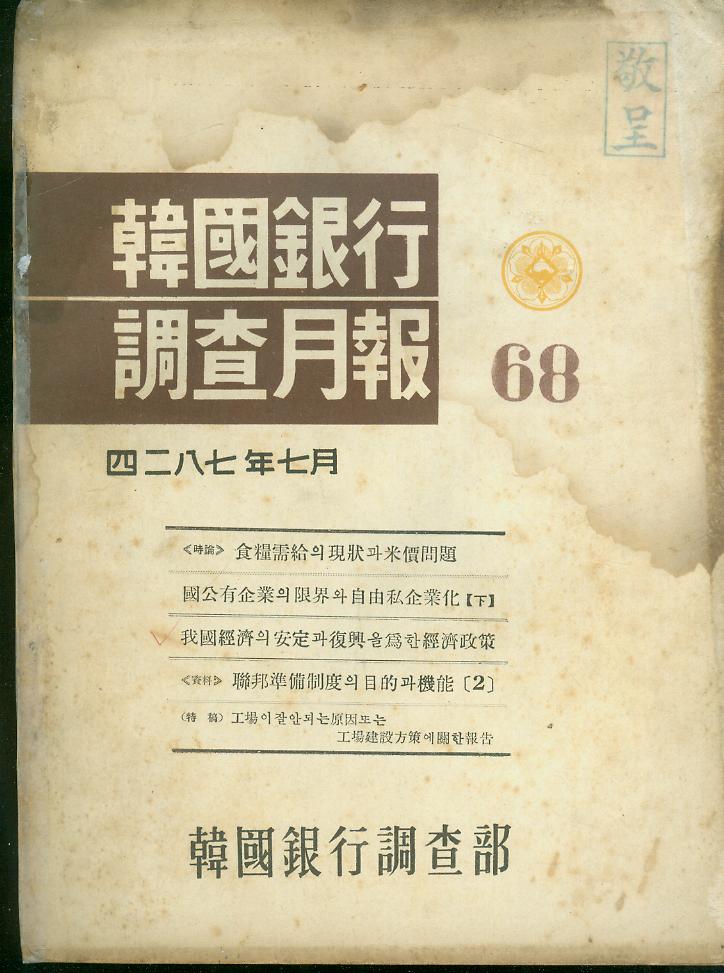 敬呈
韓國銀行
調査月報
68
四二八七年七月
《時論》 食糧需給의現狀과米價問題
國公有企業의限界와自由私企業化【下】
我國經濟의安定과復興을爲한經濟政策
《資料》 聯邦準備制度의目的과機能〔2〕
(特稿) 工場이잘안되는原因또는
工場建設方策에關한報告
韓國銀行調査部